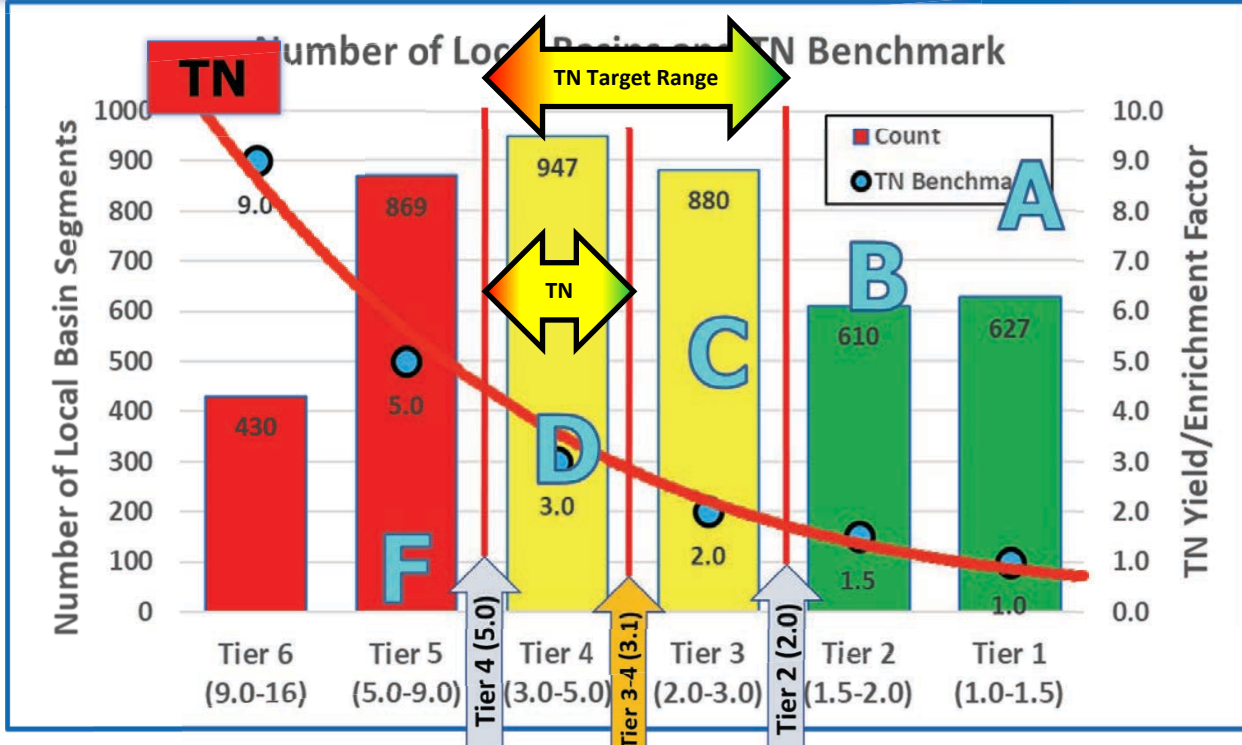 Number of Loc
TN Benchmark
TN
TN Target Range
1000
900
800
700
600
500
400
300
200
100
0
Number of Local Basin Segments
10.0
9.0
8.0
7.0
6.0
5.0
4.0
3.0
2.0
1.0
0.0
TN Yield/Enrichment Factor
Count
TN Benchma
430
869
947
880
610
627
9.0
5.0
3.0
2.0
1.5
1.0
TN
F
D
C
B
A
Tier 4 (5.0)
Tier 3-4 (3.1)
Tier 2 (2.0)
Tier 6
(9.0-16)
Tier 5
(5.0-9.0)
Tier 4
(3.0-5.0)
Tier 3
(2.0-3.0)
Tier 2
(1.5-2.0)
Tier 1
(1.0-1.5)